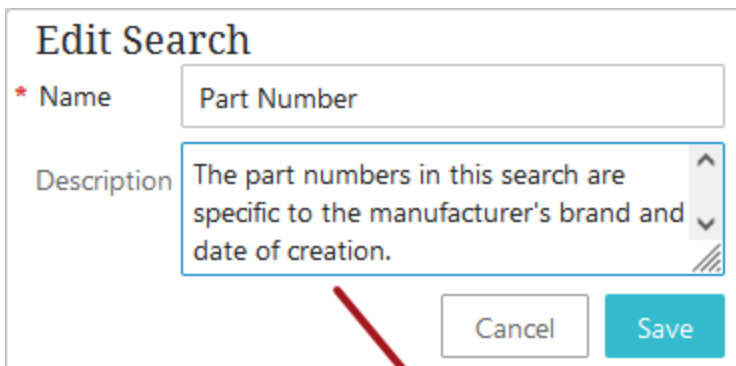 Edit Search
* Name
Part Number
Description
The part numbers in this search are
specific to the manufacturer's brand and
date of creation.
Cancel
Save